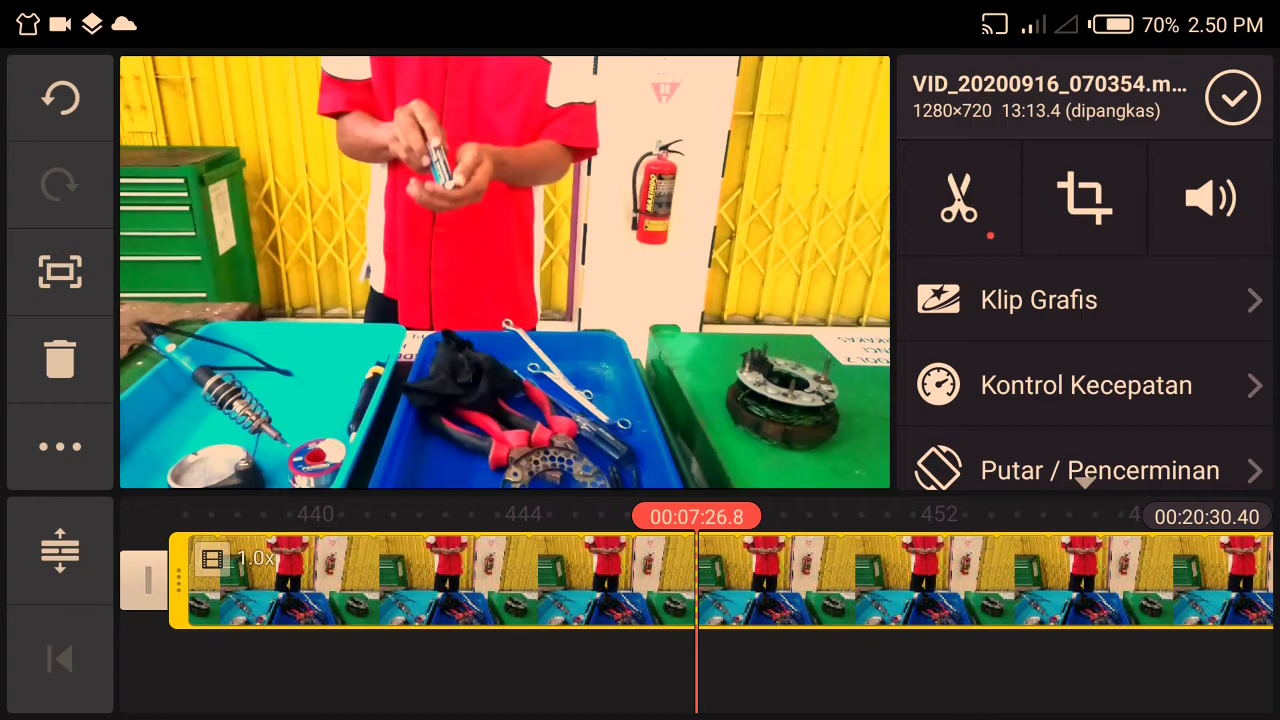 70% 2.50 PM
VID_20200916_070354.m...
1280×720 13:13.4 (dipangkas)
Klip Grafis
Kontrol Kecepatan
Putar / Pencerminan
440
444
00:07:26.8
452
4
00:20:30.40
1.0x